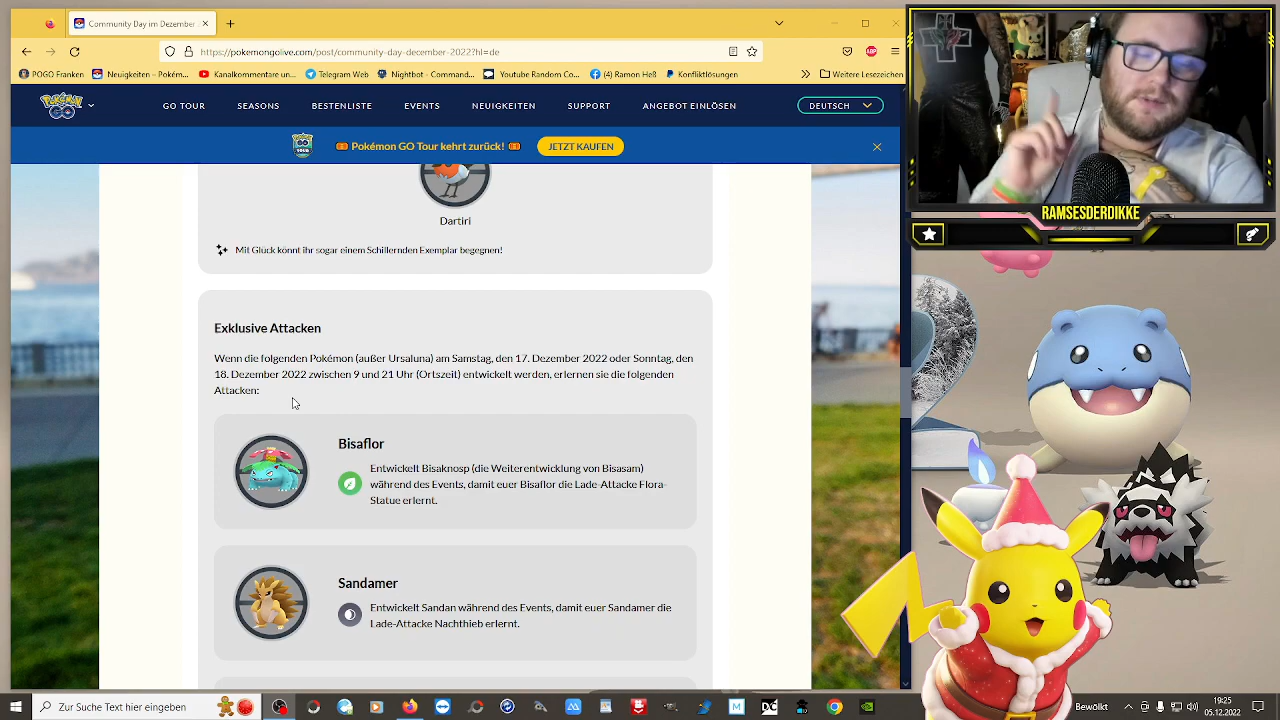 Community Day im Dezember
https://pokemongolive.com/post/community-day-december-2022?hl=de
POGO Franken
Neuigkeiten – Pokém...
Kanalkommentare un...
Telegram Web
Nightbot - Command...
Youtube Random Co...
(4) Ramon Heß
Konfliktlösungen
Weitere Lesezeichen
POKÉMON GO
GO TOUR
SEASONS
BESTENLISTE
EVENTS
NEUIGKEITEN
SUPPORT
ANGEBOT EINLÖSEN
DEUTSCH
Pokémon GO Tour kehrt zurück!
JETZT KAUFEN
Dartiri
Mit Glück könnt ihr sogar einem schillernden Exemplar begegnen!
Exklusive Attacken
Wenn die folgenden Pokémon (außer Ursaluna) am Samstag, den 17. Dezember 2022 oder Sonntag, den
18. Dezember 2022 zwischen 9 und 21 Uhr (Ortszeit) entwickelt werden, erlernen sie die folgenden
Attacken:
Bisaflor
Entwickelt Bisaknosp (die Weiterentwicklung von Bisasam)
während des Events, damit euer Bisaflor die Lade-Attacke Flora-
Statue erlernt.
Sandamer
Entwickelt Sandan während des Events, damit euer Sandamer die
Lade-Attacke Nachthieb erlernt.
RAMSESDERDIKKE
Zur Suche Text hier eingeben
Bewölkt
19:25
05.12.2022